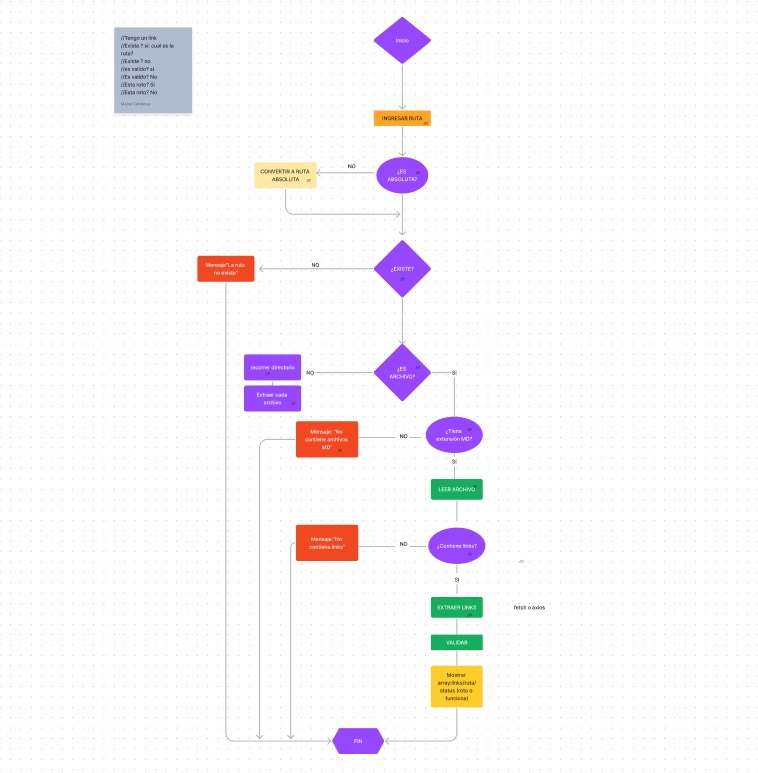 //Tengo un link
//Existe ? si: cual es la
ruta?
//Existe ? no
//es valido? si
//Es valido? No
//Esta roto? Si
//Esta roto? No
Inicio
INGRESAR RUTA
¿ES
ABSOLUTA?
NO
CONVERTIR A RUTA
ABSOLUTA
¿EXISTE?
NO
Mensaje"La ruta
no existe"
¿ES
ARCHIVO?
NO
SI
recorrer directorio
Extraer cada
archivo
¿Tiene
extensión MD?
NO
Mensaje: "No
contiene archivos
MD"
SI
LEER ARCHIVO
¿Contiene links?
NO
Mensaje:"No
contiene links"
SI
EXTRAER LINKS
fetch o axios
VALIDAR
Mostrar
array:links/ruta/
status (roto o
funciona)
FIN